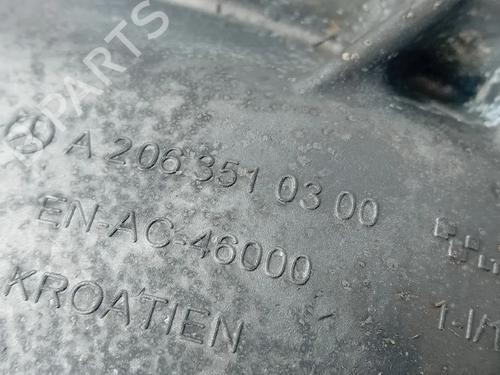 B-PARTS
A 206 351 03 00
EN-AC-46000
KROATIEN